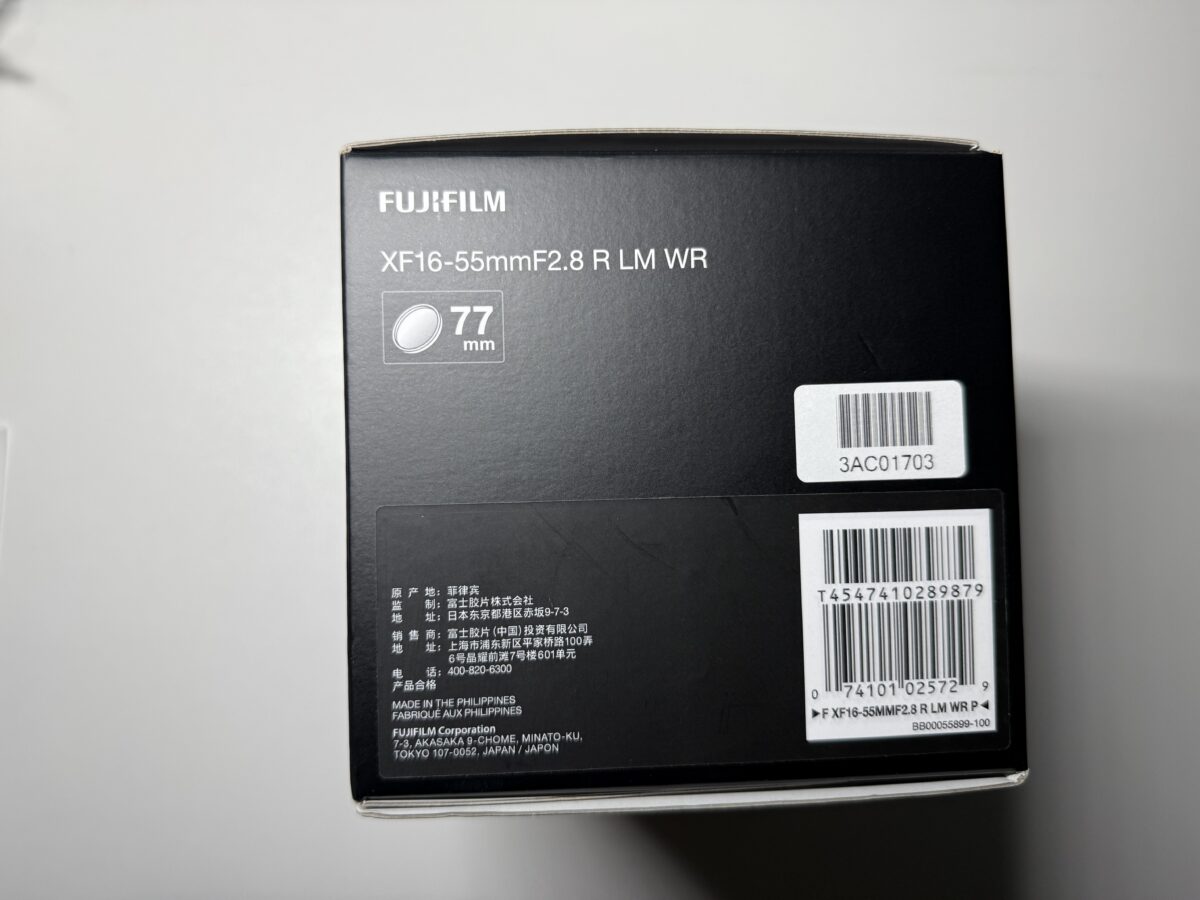 FUJIFILM
XF16-55mmF2.8 R LM WR
77
mm
3AC01703
T4547410289879
原产地：菲律宾
监制：富士胶片株式会社
地址：日本东京都港区赤坂9-7-3
销售商：富士胶片(中国)投资有限公司
地址：上海市浦东新区平家桥路100弄
6号晶耀前滩7号楼601单元
电话：400-820-6300
产品合格
MADE IN THE PHILIPPINES
FABRIQUÉ AUX PHILIPPINES
FUJIFILM Corporation
7-3, AKASAKA 9-CHOME, MINATO-KU,
TOKYO 107-0052, JAPAN / JAPON
0 74101 02572 9
►F XF16-55MMF2.8 R LM WR P◄
BB00055899-100